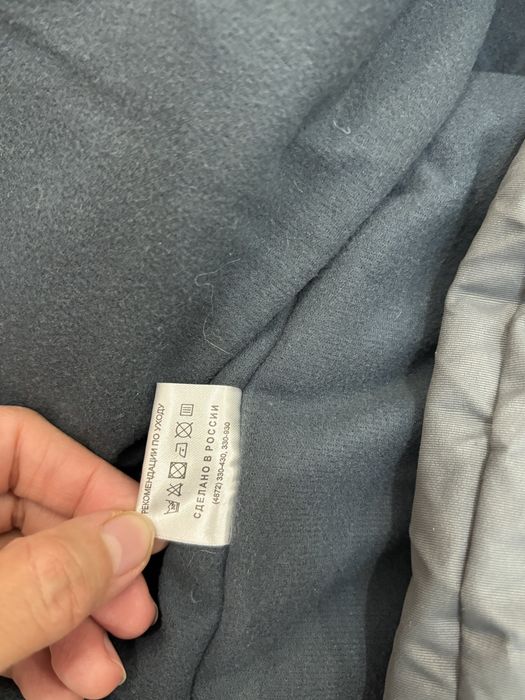 РЕКОМЕНДАЦИИ ПО УХОДУ
СДЕЛАНО В РОССИИ
(4872) 330-430, 330-930